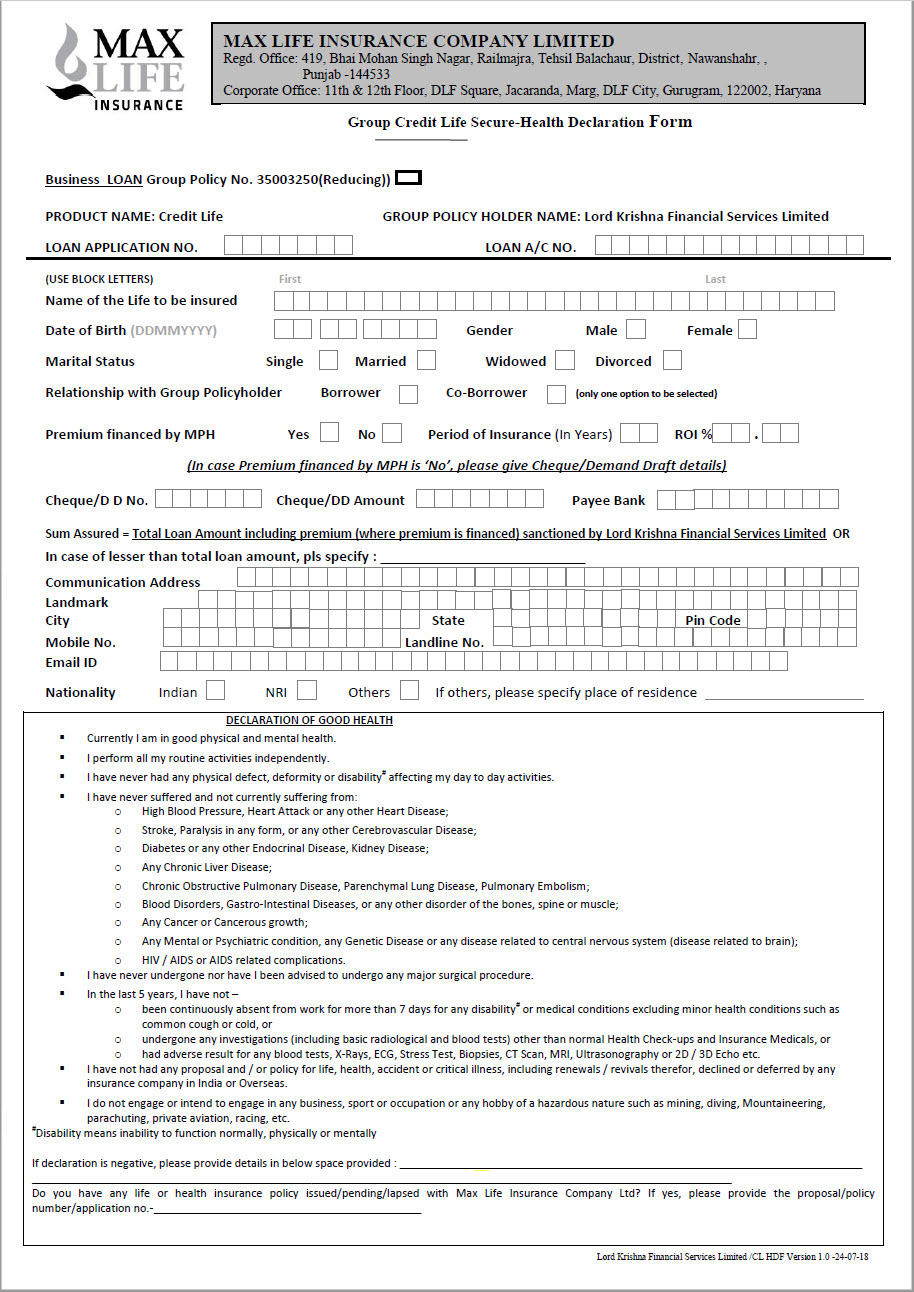 MAX
LIFE
INSURANCE
MAX LIFE INSURANCE COMPANY LIMITED
Regd. Office: 419, Bhai Mohan Singh Nagar, Railmajra, Tehsil Balachaur, District, Nawanshahr, ,
Punjab -144533
Corporate Office: 11th & 12th Floor, DLF Square, Jacaranda, Marg, DLF City, Gurugram, 122002, Haryana
Group Credit Life Secure-Health Declaration Form
Business LOAN Group Policy No. 35003250(Reducing))
PRODUCT NAME: Credit Life GROUP POLICY HOLDER NAME: Lord Krishna Financial Services Limited
LOAN APPLICATION NO. LOAN A/C NO.
(USE BLOCK LETTERS) First Last
Name of the Life to be insured
Date of Birth (DDMMYYYY) Gender Male Female
Marital Status Single Married Widowed Divorced
Relationship with Group Policyholder Borrower Co-Borrower (only one option to be selected)
Premium financed by MPH Yes No Period of Insurance (In Years) ROI % .
(In case Premium financed by MPH is ‘No’, please give Cheque/Demand Draft details)
Cheque/D D No. Cheque/DD Amount Payee Bank
Sum Assured = Total Loan Amount including premium (where premium is financed) sanctioned by Lord Krishna Financial Services Limited OR
In case of lesser than total loan amount, pls specify :
Communication Address
Landmark
City State Pin Code
Mobile No. Landline No.
Email ID
Nationality Indian NRI Others If others, please specify place of residence
DECLARATION OF GOOD HEALTH
▪ Currently I am in good physical and mental health.
▪ I perform all my routine activities independently.
▪ I have never had any physical defect, deformity or disability# affecting my day to day activities.
▪ I have never suffered and not currently suffering from:
o High Blood Pressure, Heart Attack or any other Heart Disease;
o Stroke, Paralysis in any form, or any other Cerebrovascular Disease;
o Diabetes or any other Endocrinal Disease, Kidney Disease;
o Any Chronic Liver Disease;
o Chronic Obstructive Pulmonary Disease, Parenchymal Lung Disease, Pulmonary Embolism;
o Blood Disorders, Gastro-Intestinal Diseases, or any other disorder of the bones, spine or muscle;
o Any Cancer or Cancerous growth;
o Any Mental or Psychiatric condition, any Genetic Disease or any disease related to central nervous system (disease related to brain);
o HIV / AIDS or AIDS related complications.
▪ I have never undergone nor have I been advised to undergo any major surgical procedure.
▪ In the last 5 years, I have not –
o been continuously absent from work for more than 7 days for any disability# or medical conditions excluding minor health conditions such as
common cough or cold, or
o undergone any investigations (including basic radiological and blood tests) other than normal Health Check-ups and Insurance Medicals, or
o had adverse result for any blood tests, X-Rays, ECG, Stress Test, Biopsies, CT Scan, MRI, Ultrasonography or 2D / 3D Echo etc.
▪ I have not had any proposal and / or policy for life, health, accident or critical illness, including renewals / revivals therefor, declined or deferred by any
insurance company in India or Overseas.
▪ I do not engage or intend to engage in any business, sport or occupation or any hobby of a hazardous nature such as mining, diving, Mountaineering,
parachuting, private aviation, racing, etc.
#Disability means inability to function normally, physically or mentally
If declaration is negative, please provide details in below space provided :
Do you have any life or health insurance policy issued/pending/lapsed with Max Life Insurance Company Ltd? If yes, please provide the proposal/policy
number/application no.-
Lord Krishna Financial Services Limited /CL HDF Version 1.0 -24-07-18